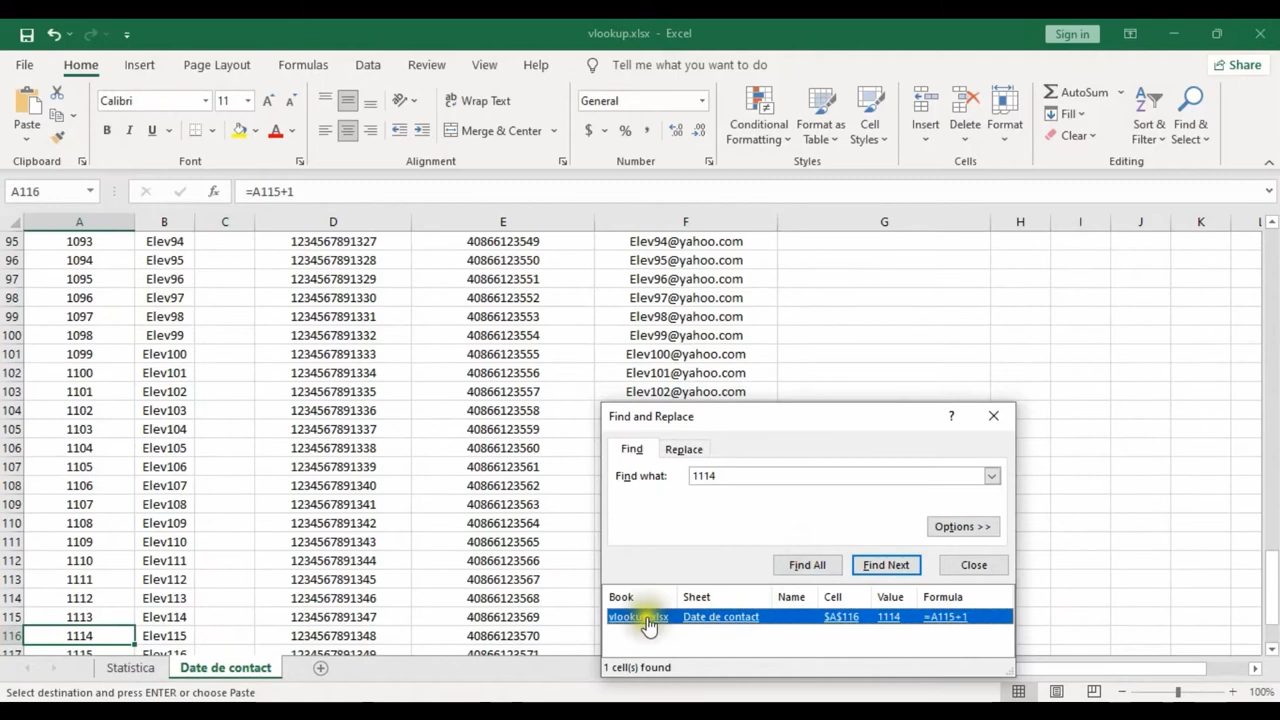 vlookup.xlsx - Excel
Sign in
File Home Insert Page Layout Formulas Data Review View Help Tell me what you want to do Share
Paste Calibri 11 Wrap Text General Conditional Formatting Format as Table Cell Styles Insert Delete Format AutoSum Fill Clear Sort & Filter Find & Select
B I U A Merge & Center $ %
Clipboard Font Alignment Number Styles Cells Editing
A116 fx =A115+1
A B C D E F G H I J K L
95 1093 Elev94 1234567891327 40866123549 Elev94@yahoo.com
96 1094 Elev95 1234567891328 40866123550 Elev95@yahoo.com
97 1095 Elev96 1234567891329 40866123551 Elev96@yahoo.com
98 1096 Elev97 1234567891330 40866123552 Elev97@yahoo.com
99 1097 Elev98 1234567891331 40866123553 Elev98@yahoo.com
100 1098 Elev99 1234567891332 40866123554 Elev99@yahoo.com
101 1099 Elev100 1234567891333 40866123555 Elev100@yahoo.com
102 1100 Elev101 1234567891334 40866123556 Elev101@yahoo.com
103 1101 Elev102 1234567891335 40866123557 Elev102@yahoo.com
104 1102 Elev103 1234567891336 40866123558
105 1103 Elev104 1234567891337 40866123559
106 1104 Elev105 1234567891338 40866123560
107 1105 Elev106 1234567891339 40866123561
108 1106 Elev107 1234567891340 40866123562
109 1107 Elev108 1234567891341 40866123563
110 1108 Elev109 1234567891342 40866123564
111 1109 Elev110 1234567891343 40866123565
112 1110 Elev111 1234567891344 40866123566
113 1111 Elev112 1234567891345 40866123567
114 1112 Elev113 1234567891346 40866123568
115 1113 Elev114 1234567891347 40866123569
116 1114 Elev115 1234567891348 40866123570
117 1115 Elev116 1234567891349 40866123571
Find and Replace ?
Find Replace
Find what: 1114
Options >>
Find All Find Next Close
Book Sheet Name Cell Value Formula
vlookup.xlsx Date de contact $A$116 1114 =A115+1
1 cell(s) found
Statistica Date de contact
Select destination and press ENTER or choose Paste 100%